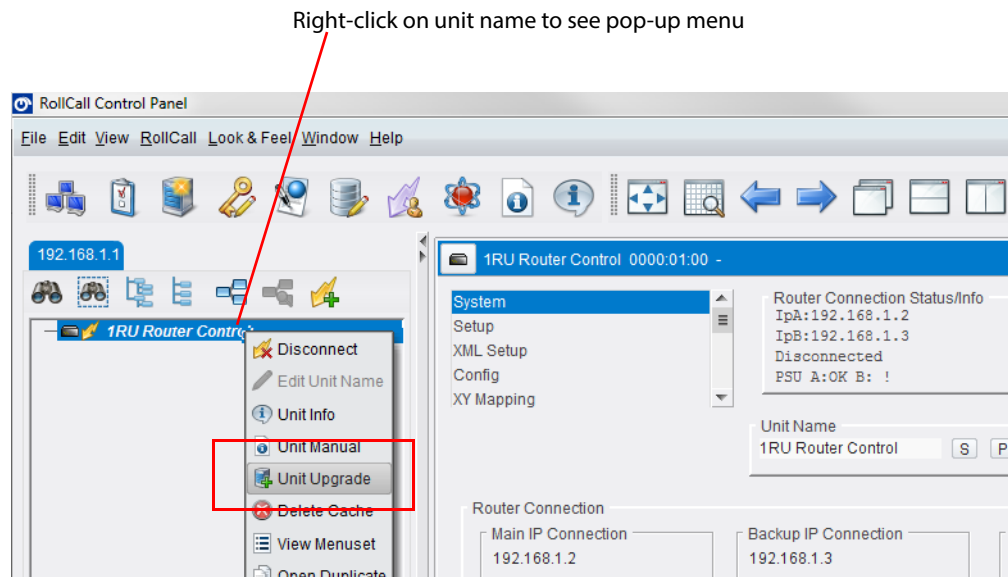 Right-click on unit name to see pop-up menu
RollCall Control Panel
File Edit View RollCall Look & Feel Window Help
192.168.1.1
1RU Router Control 0000:01:00 -
1RU Router Control
Disconnect
Edit Unit Name
Unit Info
Unit Manual
Unit Upgrade
Delete Cache
View Menuset
Open Duplicate
System
Setup
XML Setup
Config
XY Mapping
Router Connection Status/Info
IpA:192.168.1.2
IpB:192.168.1.3
Disconnected
PSU A:OK B: !
Unit Name
1RU Router Control S P
Router Connection
Main IP Connection
192.168.1.2
Backup IP Connection
192.168.1.3